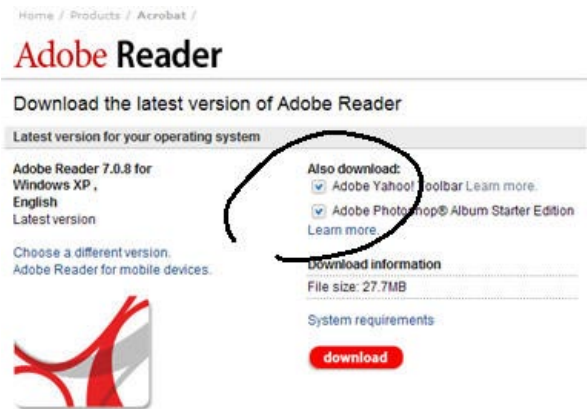 Home / Products / Acrobat /
Adobe Reader
Download the latest version of Adobe Reader
Latest version for your operating system
Adobe Reader 7.0.8 for
Windows XP ,
English
Latest version
Choose a different version.
Adobe Reader for mobile devices.
Also download:
Adobe Yahoo! Toolbar Learn more.
Adobe Photoshop® Album Starter Edition
Learn more.
Download information
File size: 27.7MB
System requirements
download